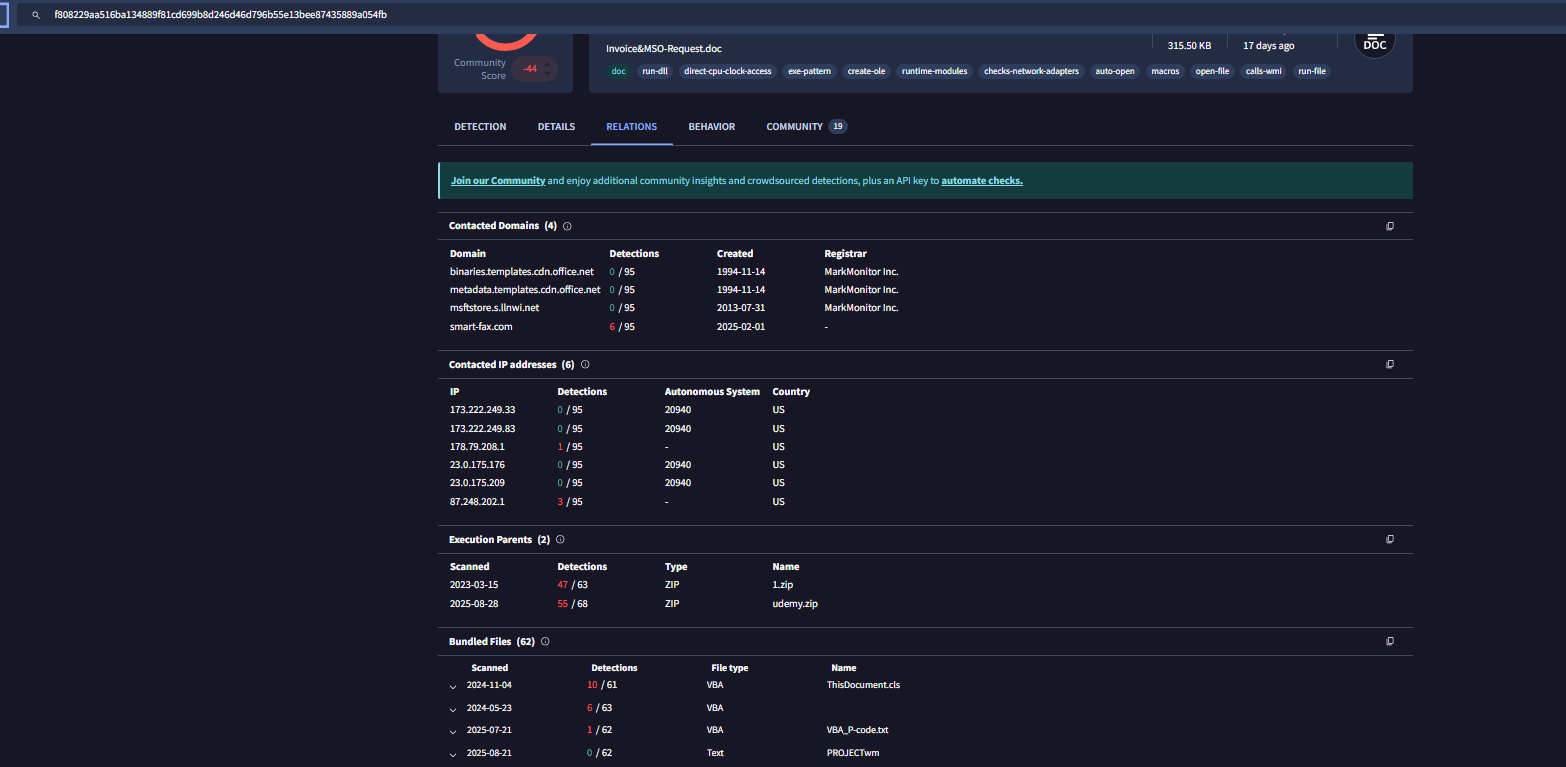 f808229aa516ba134889f81cd699b8d246d46d796b55e13bee87435889a054fb
Community Score -44
Invoice&MSO-Request.doc
315.50 KB
17 days ago
DOC
doc run-dll direct-cpu-clock-access exe-pattern create-ole runtime-modules checks-network-adapters auto-open macros open-file calls-wmi run-file
DETECTION DETAILS RELATIONS BEHAVIOR COMMUNITY 19
Join our Community and enjoy additional community insights and crowdsourced detections, plus an API key to automate checks.
Contacted Domains (4)
Domain Detections Created Registrar
binaries.templates.cdn.office.net 0 / 95 1994-11-14 MarkMonitor Inc.
metadata.templates.cdn.office.net 0 / 95 1994-11-14 MarkMonitor Inc.
msftstore.s.llnwi.net 0 / 95 2013-07-31 MarkMonitor Inc.
smart-fax.com 6 / 95 2025-02-01 -
Contacted IP addresses (6)
IP Detections Autonomous System Country
173.222.249.33 0 / 95 20940 US
173.222.249.83 0 / 95 20940 US
178.79.208.1 1 / 95 - US
23.0.175.176 0 / 95 20940 US
23.0.175.209 0 / 95 20940 US
87.248.202.1 3 / 95 - US
Execution Parents (2)
Scanned Detections Type Name
2023-03-15 47 / 63 ZIP 1.zip
2025-08-28 55 / 68 ZIP udemy.zip
Bundled Files (62)
Scanned Detections File type Name
2024-11-04 10 / 61 VBA ThisDocument.cls
2024-05-23 6 / 63 VBA
2025-07-21 1 / 62 VBA VBA_P-code.txt
2025-08-21 0 / 62 Text PROJECTwm